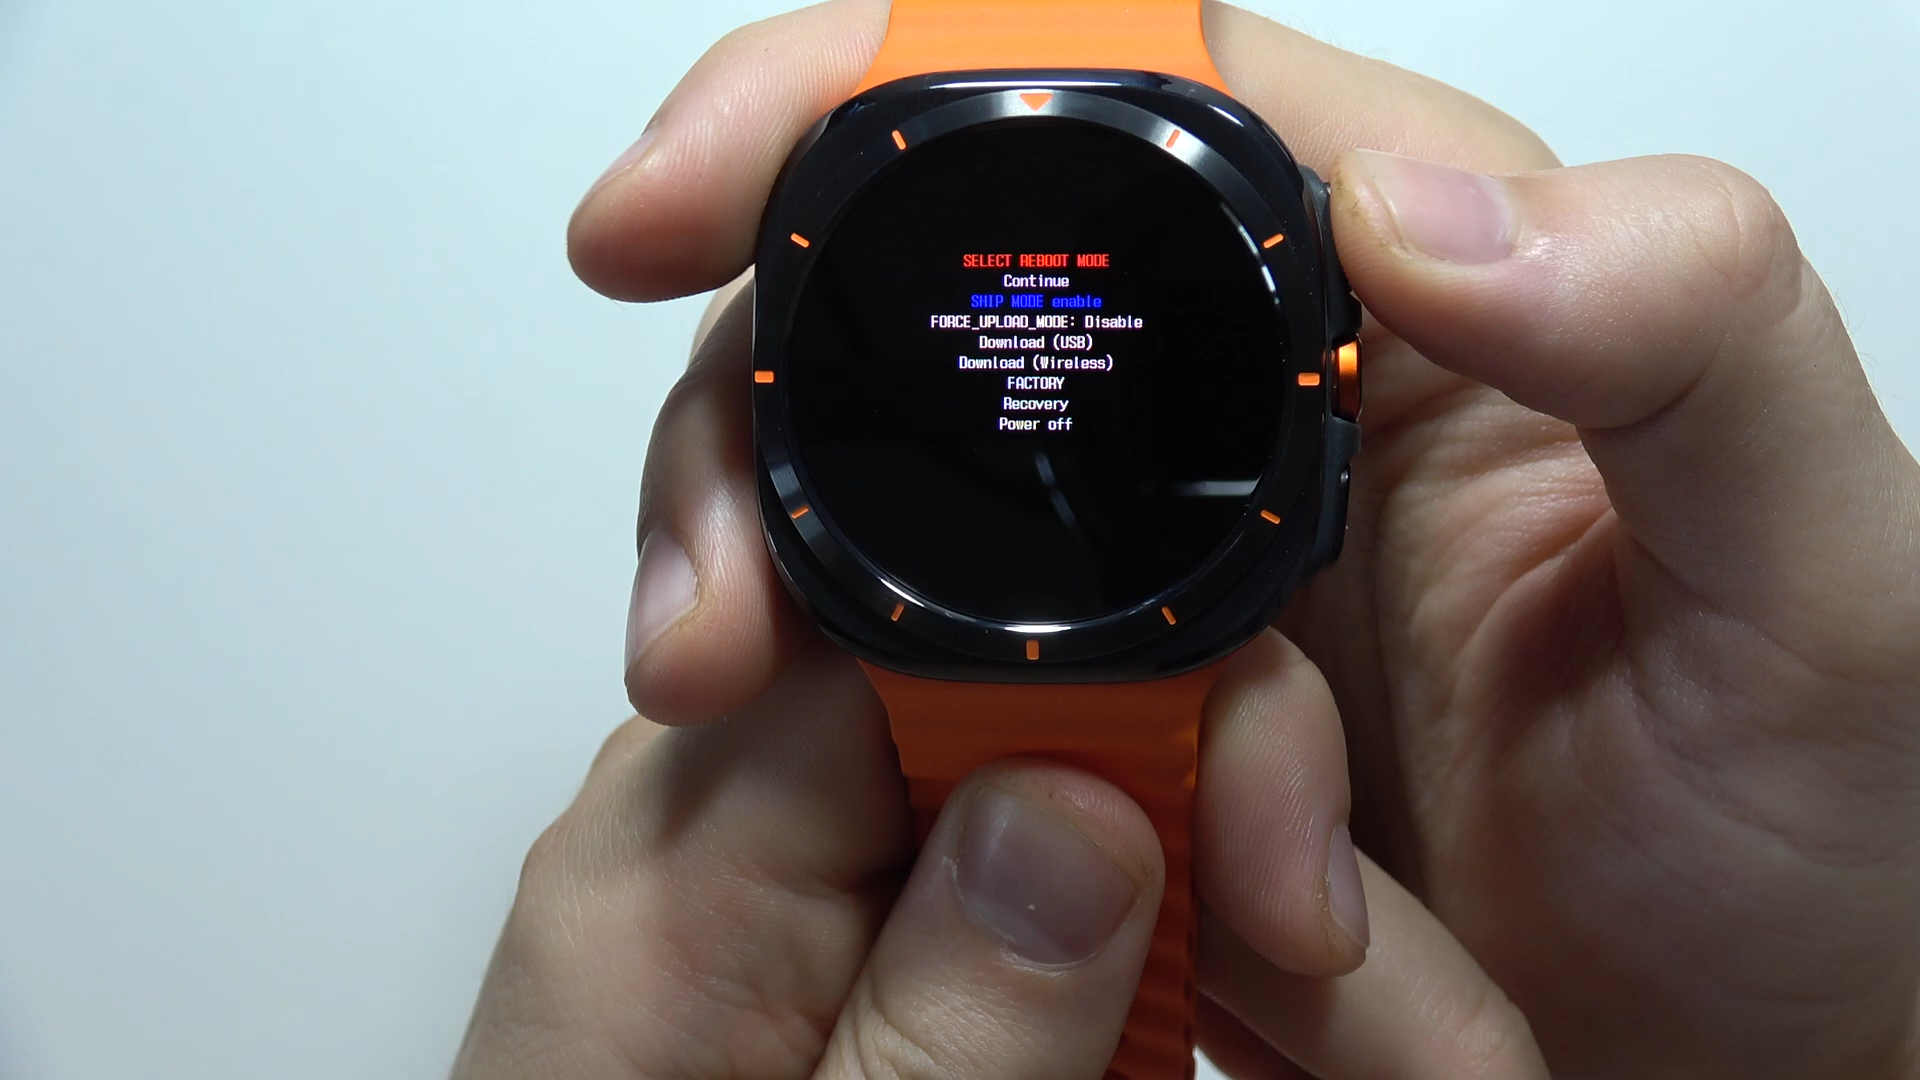 SELECT REBOOT MODE
Continue
SHIP MODE enable
FORCE_UPLOAD_MODE: Disable
Download (USB)
Download (Wireless)
FACTORY
Recovery
Power off